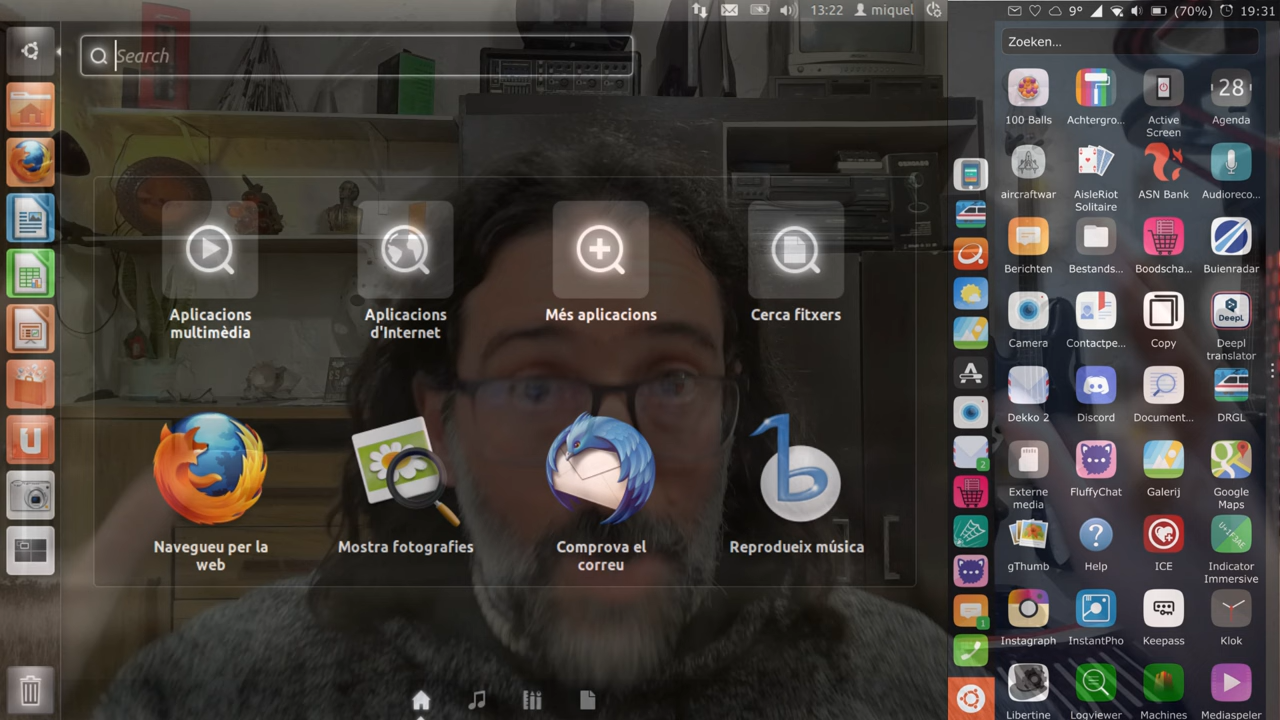 13:22 miquel
Search
Aplicacions
multimèdia
Aplicacions
d'Internet
Més aplicacions
Cerca fitxers
Navegueu per la
web
Mostra fotografies
Comprova el
correu
Reprodueix música
9° (70%) 19:31
Zoeken...
28
100 Balls
Achtergro...
Active
Screen
Agenda
aircraftwar
AisleRiot
Solitaire
ASN Bank
Audioreco...
Berichten
Bestands...
Boodscha...
Buienradar
Camera
Contactpe...
Copy
DeepL
Deepl
translator
Dekko 2
Discord
Document...
DRGL
Externe
media
FluffyChat
Galerij
Google
Maps
gThumb
Help
ICE
U+1F3AE
Indicator
Immersive
Instagraph
InstantPho
Keepass
Klok
Libertine
Logviewer
Machines
Mediaspeler
2
1